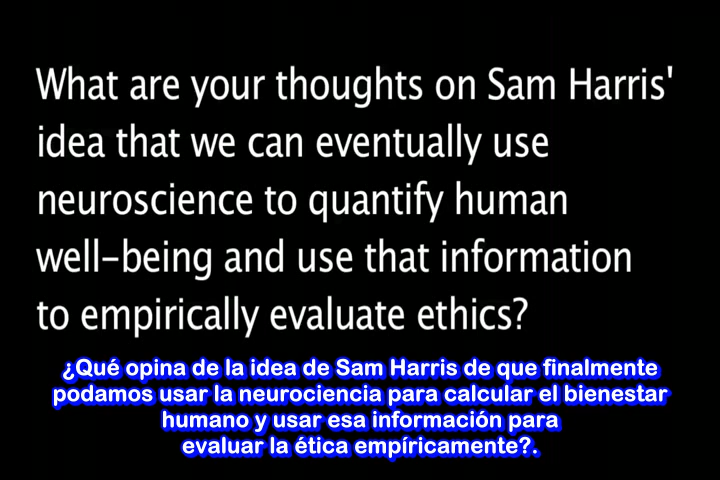 What are your thoughts on Sam Harris'
idea that we can eventually use
neuroscience to quantify human
well-being and use that information
to empirically evaluate ethics?
¿Qué opina de la idea de Sam Harris de que finalmente
podamos usar la neurociencia para calcular el bienestar
humano y usar esa información para
evaluar la ética empíricamente?.